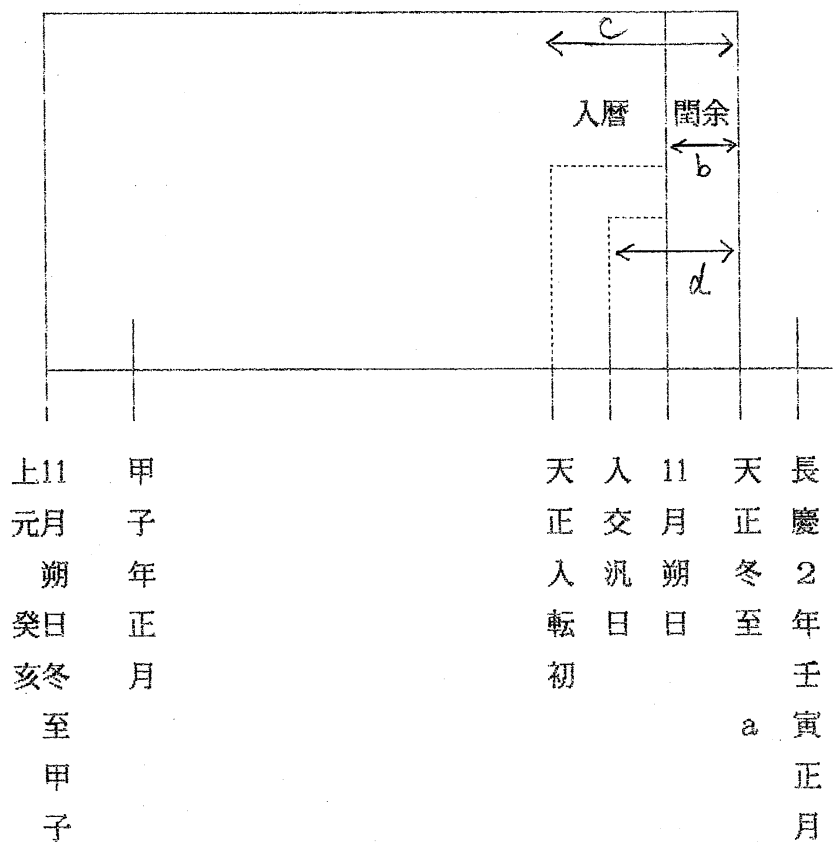 c
入暦
閏余
b
d
上元 癸亥
11月朔日冬至甲子
甲子年正月
天正入転初
入交汎日
11月朔日
天正冬至 a
長慶2年壬寅正月